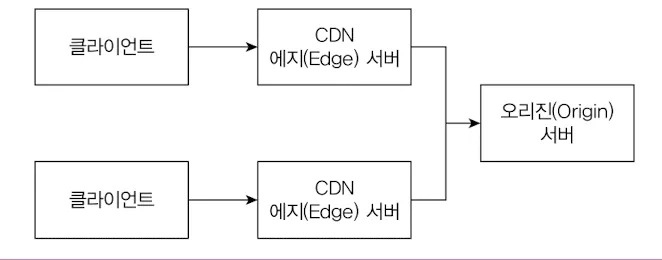 클라이언트
CDN
에지(Edge) 서버
오리진(Origin)
서버
클라이언트
CDN
에지(Edge) 서버